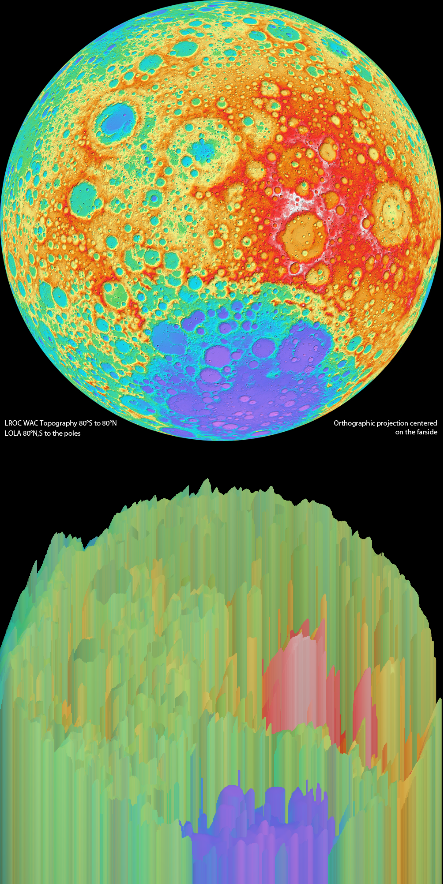 LROC WAC Topography 80°S to 80°N
LOLA 80°N,S to the poles
Orthographic projection centered
on the farside